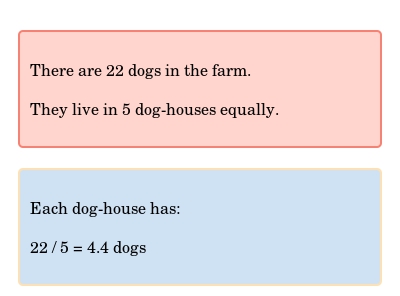 There are 22 dogs in the farm.
They live in 5 dog-houses equally.
Each dog-house has:
22 / 5 = 4.4 dogs